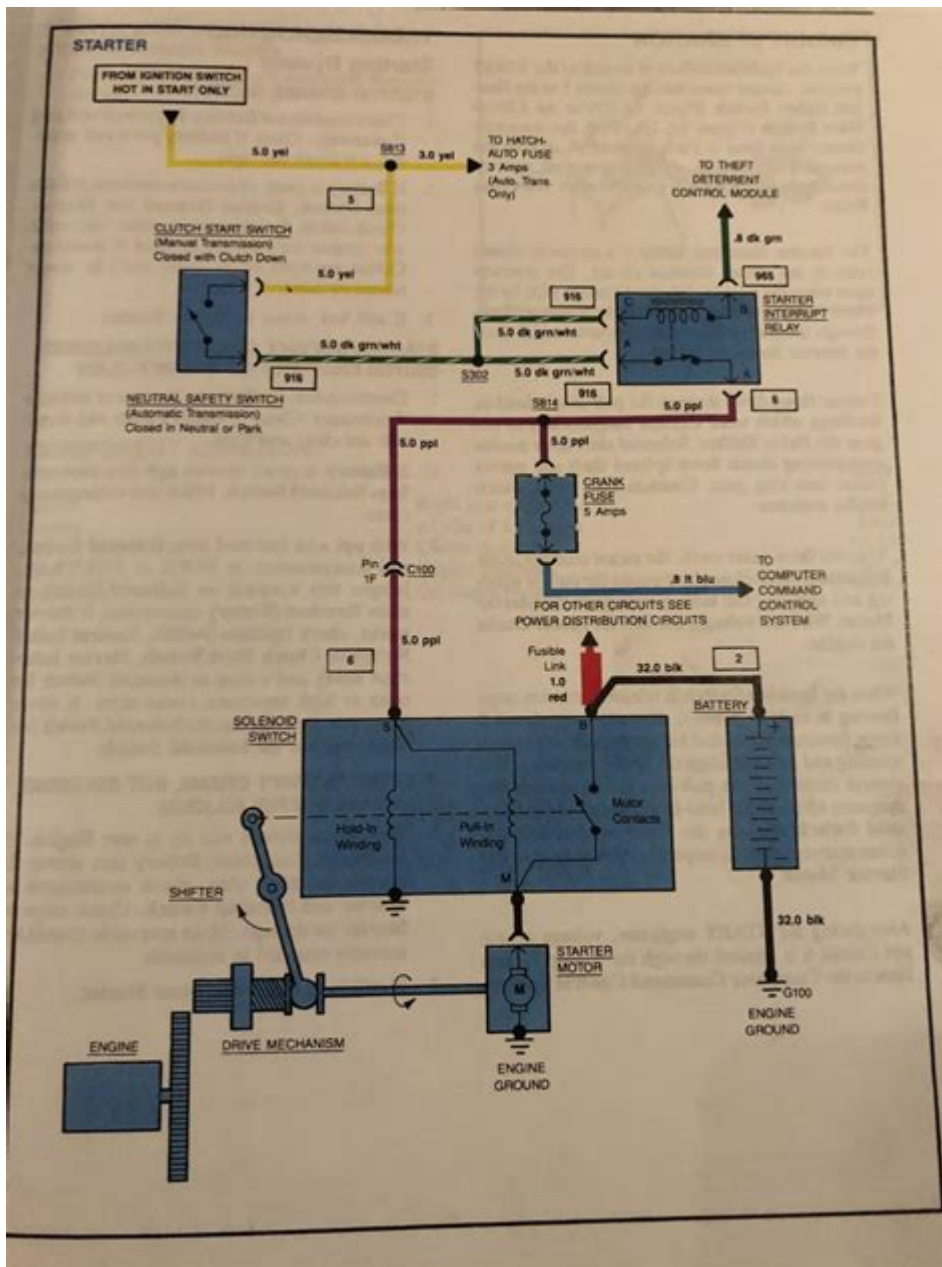 STARTER
FROM IGNITION SWITCH
HOT IN START ONLY
5.0 yel
S813
3.0 yel
TO HATCH-
AUTO FUSE
3 Amps
(Auto. Trans.
Only)
TO THEFT
DETERRENT
CONTROL MODULE
5
.8 dk grn
CLUTCH START SWITCH
(Manual Transmission)
Closed with Clutch Down
5.0 yel
965
916
C
B
STARTER
INTERRUPT
RELAY
5.0 dk grn/wht
5.0 dk grn/wht
A
A
S302
5.0 dk grn/wht
916
916
6
NEUTRAL SAFETY SWITCH
(Automatic Transmission)
Closed in Neutral or Park
S814
5.0 ppl
5.0 ppl
5.0 ppl
CRANK
FUSE
5 Amps
Pin
1F
C100
.8 lt blu
TO
COMPUTER
COMMAND
CONTROL
SYSTEM
FOR OTHER CIRCUITS SEE
POWER DISTRIBUTION CIRCUITS
5.0 ppl
6
Fusible
Link
1.0
red
32.0 blk
2
SOLENOID
SWITCH
S
B
BATTERY
+
Hold-In
Winding
Pull-In
Winding
Motor
Contacts
M
−
SHIFTER
32.0 blk
STARTER
MOTOR
M
G100
ENGINE
GROUND
ENGINE
DRIVE MECHANISM
ENGINE
GROUND